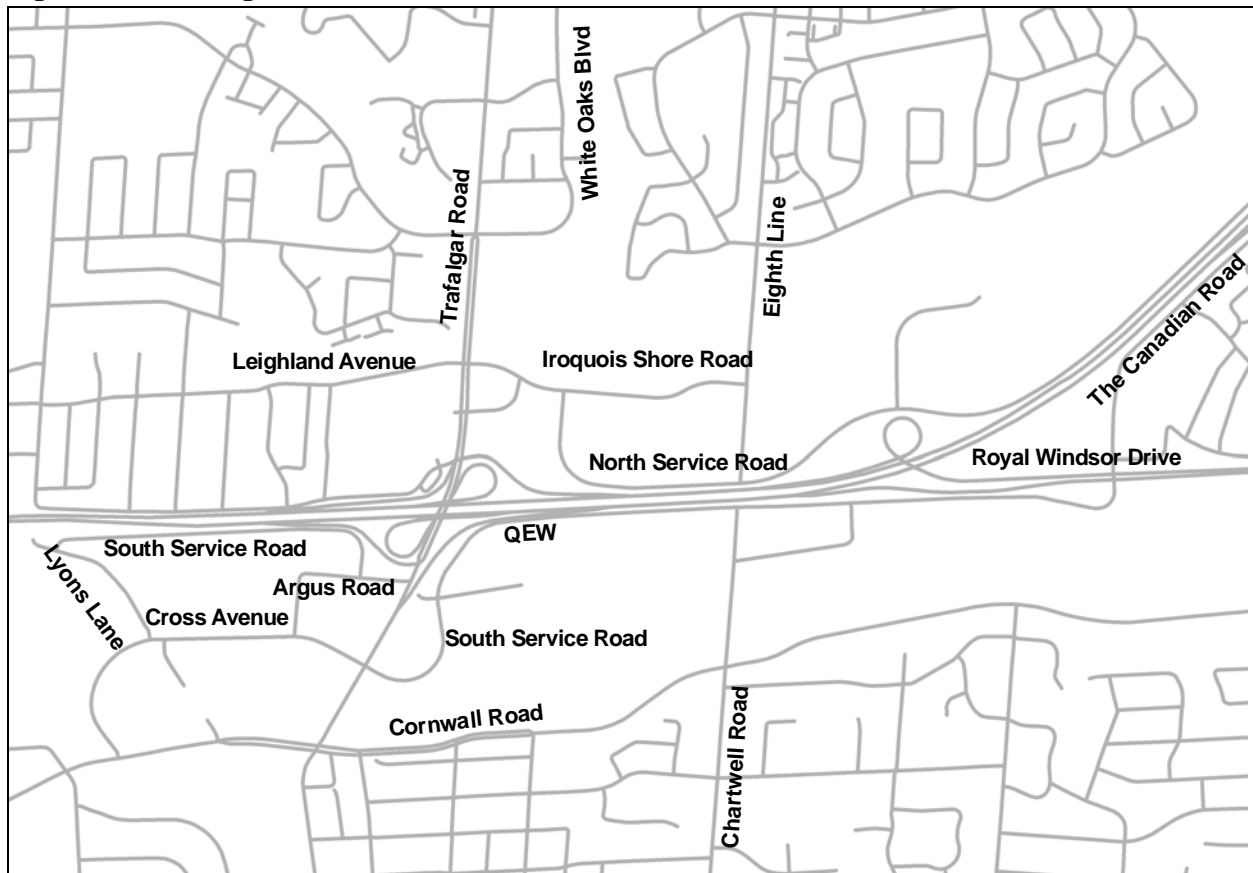 White Oaks Blvd
Trafalgar Road
Eighth Line
The Canadian Road
Leighland Avenue
Iroquois Shore Road
North Service Road
Royal Windsor Drive
QEW
South Service Road
Lyons Lane
Argus Road
Cross Avenue
South Service Road
Cornwall Road
Chartwell Road